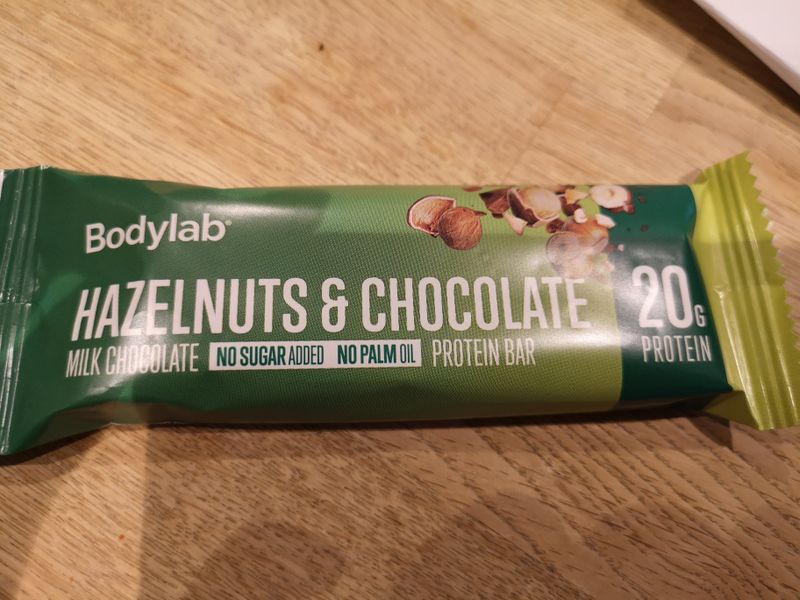 Bodylab®
HAZELNUTS & CHOCOLATE
MILK CHOCOLATE NO SUGAR ADDED NO PALM OIL PROTEIN BAR
20G
PROTEIN